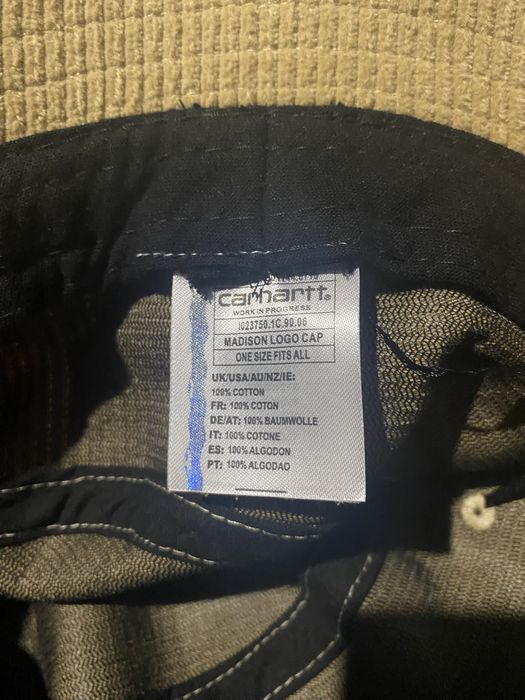 carhartt.
WORK IN PROGRESS
I023750.1C.90.06
MADISON LOGO CAP
ONE SIZE FITS ALL
UK/USA/AU/NZ/IE:
100% COTTON
FR: 100% COTON
DE/AT: 100% BAUMWOLLE
IT: 100% COTONE
ES: 100% ALGODON
PT: 100% ALGODAO